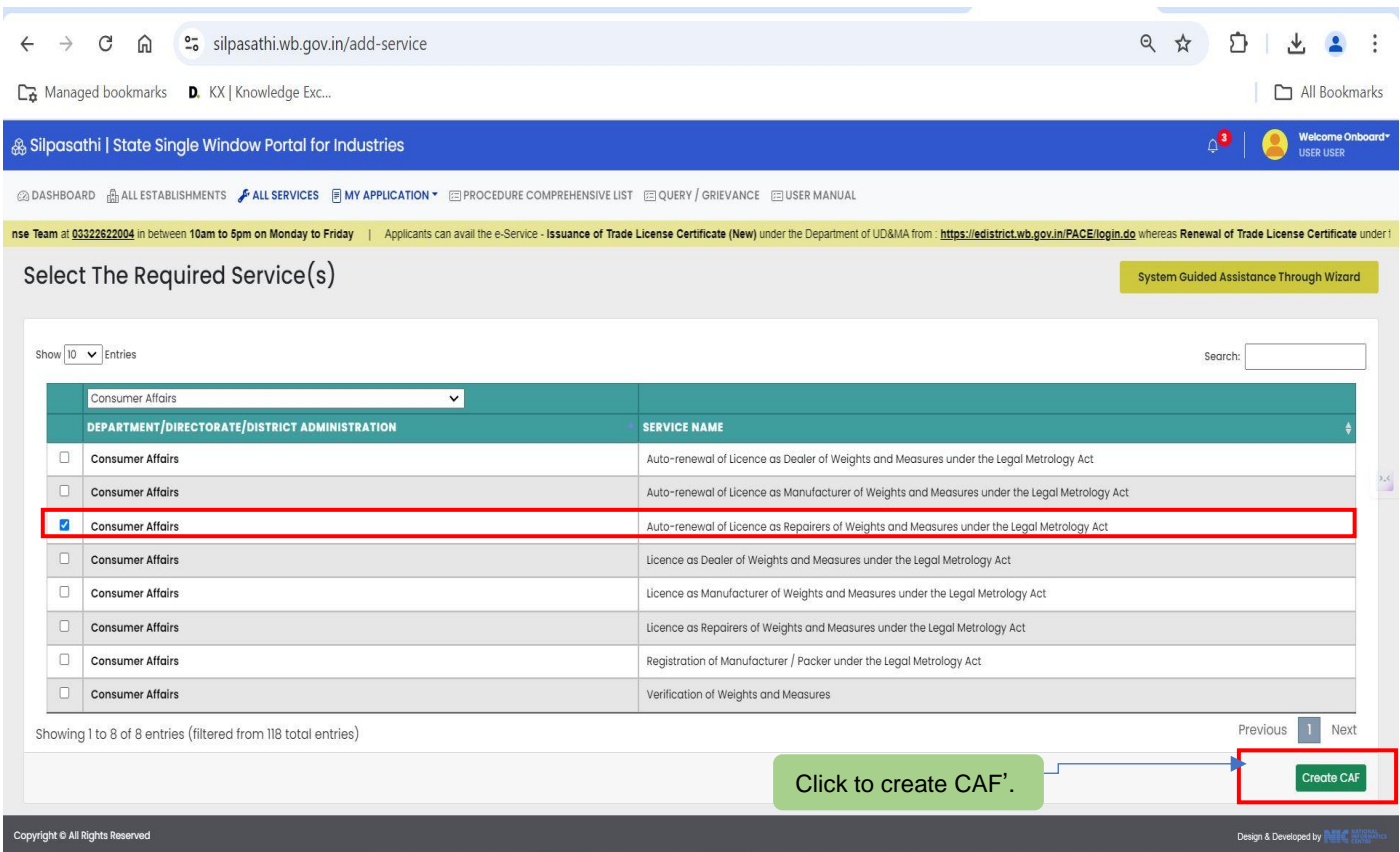 silpasathi.wb.gov.in/add-service
Managed bookmarks D. KX | Knowledge Exc... All Bookmarks
Silpasathi | State Single Window Portal for Industries 3 Welcome Onboard
USER USER
DASHBOARD ALL ESTABLISHMENTS ALL SERVICES MY APPLICATION PROCEDURE COMPREHENSIVE LIST QUERY / GRIEVANCE USER MANUAL
nse Team at 03322622004 in between 10am to 5pm on Monday to Friday | Applicants can avail the e-Service - Issuance of Trade License Certificate (New) under the Department of UD&MA from : https://edistrict.wb.gov.in/PACE/login.do whereas Renewal of Trade License Certificate under
Select The Required Service(s) System Guided Assistance Through Wizard
Show 10 Entries Search:
Consumer Affairs
DEPARTMENT/DIRECTORATE/DISTRICT ADMINISTRATION SERVICE NAME
Consumer Affairs Auto-renewal of Licence as Dealer of Weights and Measures under the Legal Metrology Act
Consumer Affairs Auto-renewal of Licence as Manufacturer of Weights and Measures under the Legal Metrology Act
Consumer Affairs Auto-renewal of Licence as Repairers of Weights and Measures under the Legal Metrology Act
Consumer Affairs Licence as Dealer of Weights and Measures under the Legal Metrology Act
Consumer Affairs Licence as Manufacturer of Weights and Measures under the Legal Metrology Act
Consumer Affairs Licence as Repairers of Weights and Measures under the Legal Metrology Act
Consumer Affairs Registration of Manufacturer / Packer under the Legal Metrology Act
Consumer Affairs Verification of Weights and Measures
Showing 1 to 8 of 8 entries (filtered from 118 total entries) Previous 1 Next
Click to create CAF’. Create CAF
Copyright © All Rights Reserved Design & Developed by NIC NATIONAL INFORMATICS CENTRE